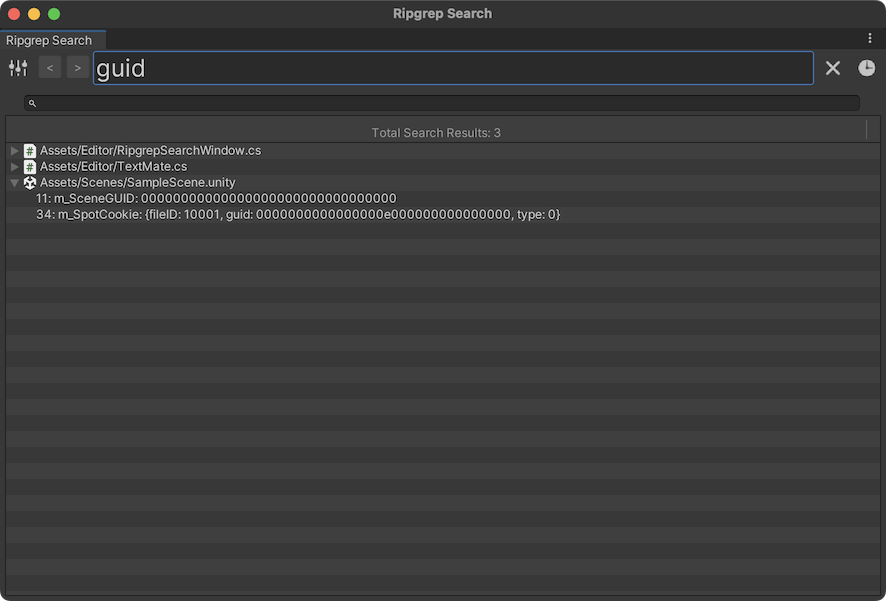 Ripgrep Search
Ripgrep Search
< > guid
Total Search Results: 3
Assets/Editor/RipgrepSearchWindow.cs
Assets/Editor/TextMate.cs
Assets/Scenes/SampleScene.unity
11: m_SceneGUID: 00000000000000000000000000000000
34: m_SpotCookie: {fileID: 10001, guid: 0000000000000000e000000000000000, type: 0}